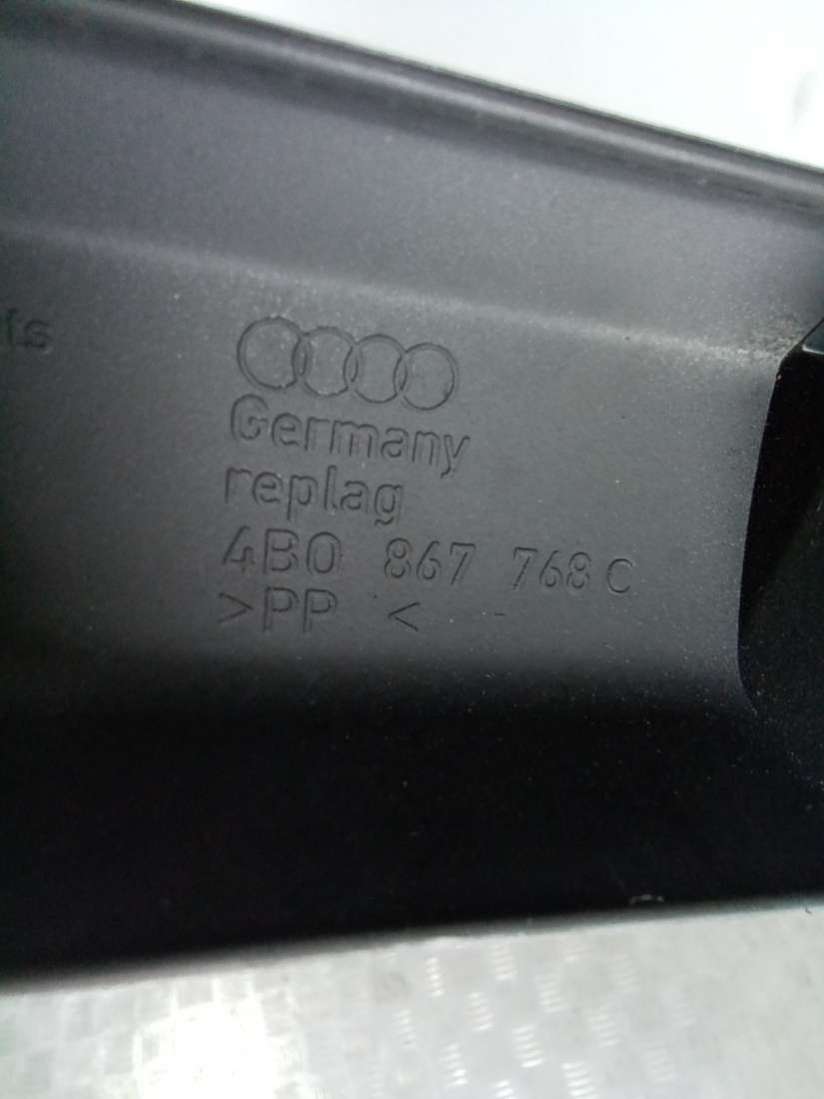 Germany
replag
4B0 867 768 C
>PP <